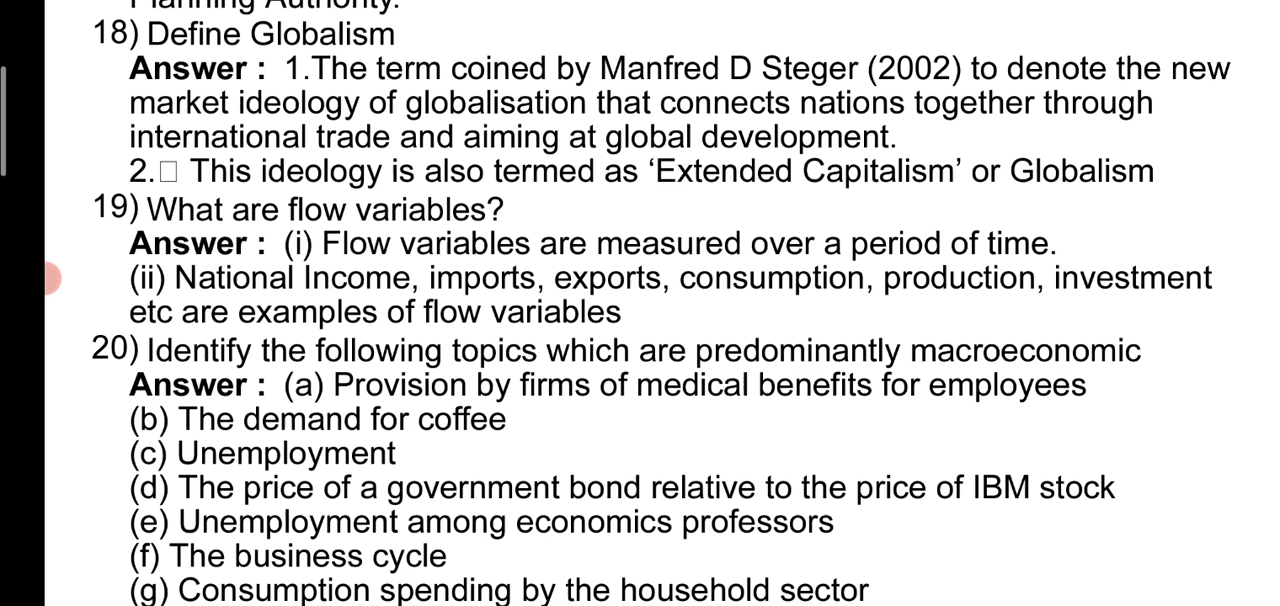 Planning Authority.
18) Define Globalism
Answer : 1.The term coined by Manfred D Steger (2002) to denote the new
market ideology of globalisation that connects nations together through
international trade and aiming at global development.
2.□ This ideology is also termed as ‘Extended Capitalism’ or Globalism
19) What are flow variables?
Answer : (i) Flow variables are measured over a period of time.
(ii) National Income, imports, exports, consumption, production, investment
etc are examples of flow variables
20) Identify the following topics which are predominantly macroeconomic
Answer : (a) Provision by firms of medical benefits for employees
(b) The demand for coffee
(c) Unemployment
(d) The price of a government bond relative to the price of IBM stock
(e) Unemployment among economics professors
(f) The business cycle
(g) Consumption spending by the household sector